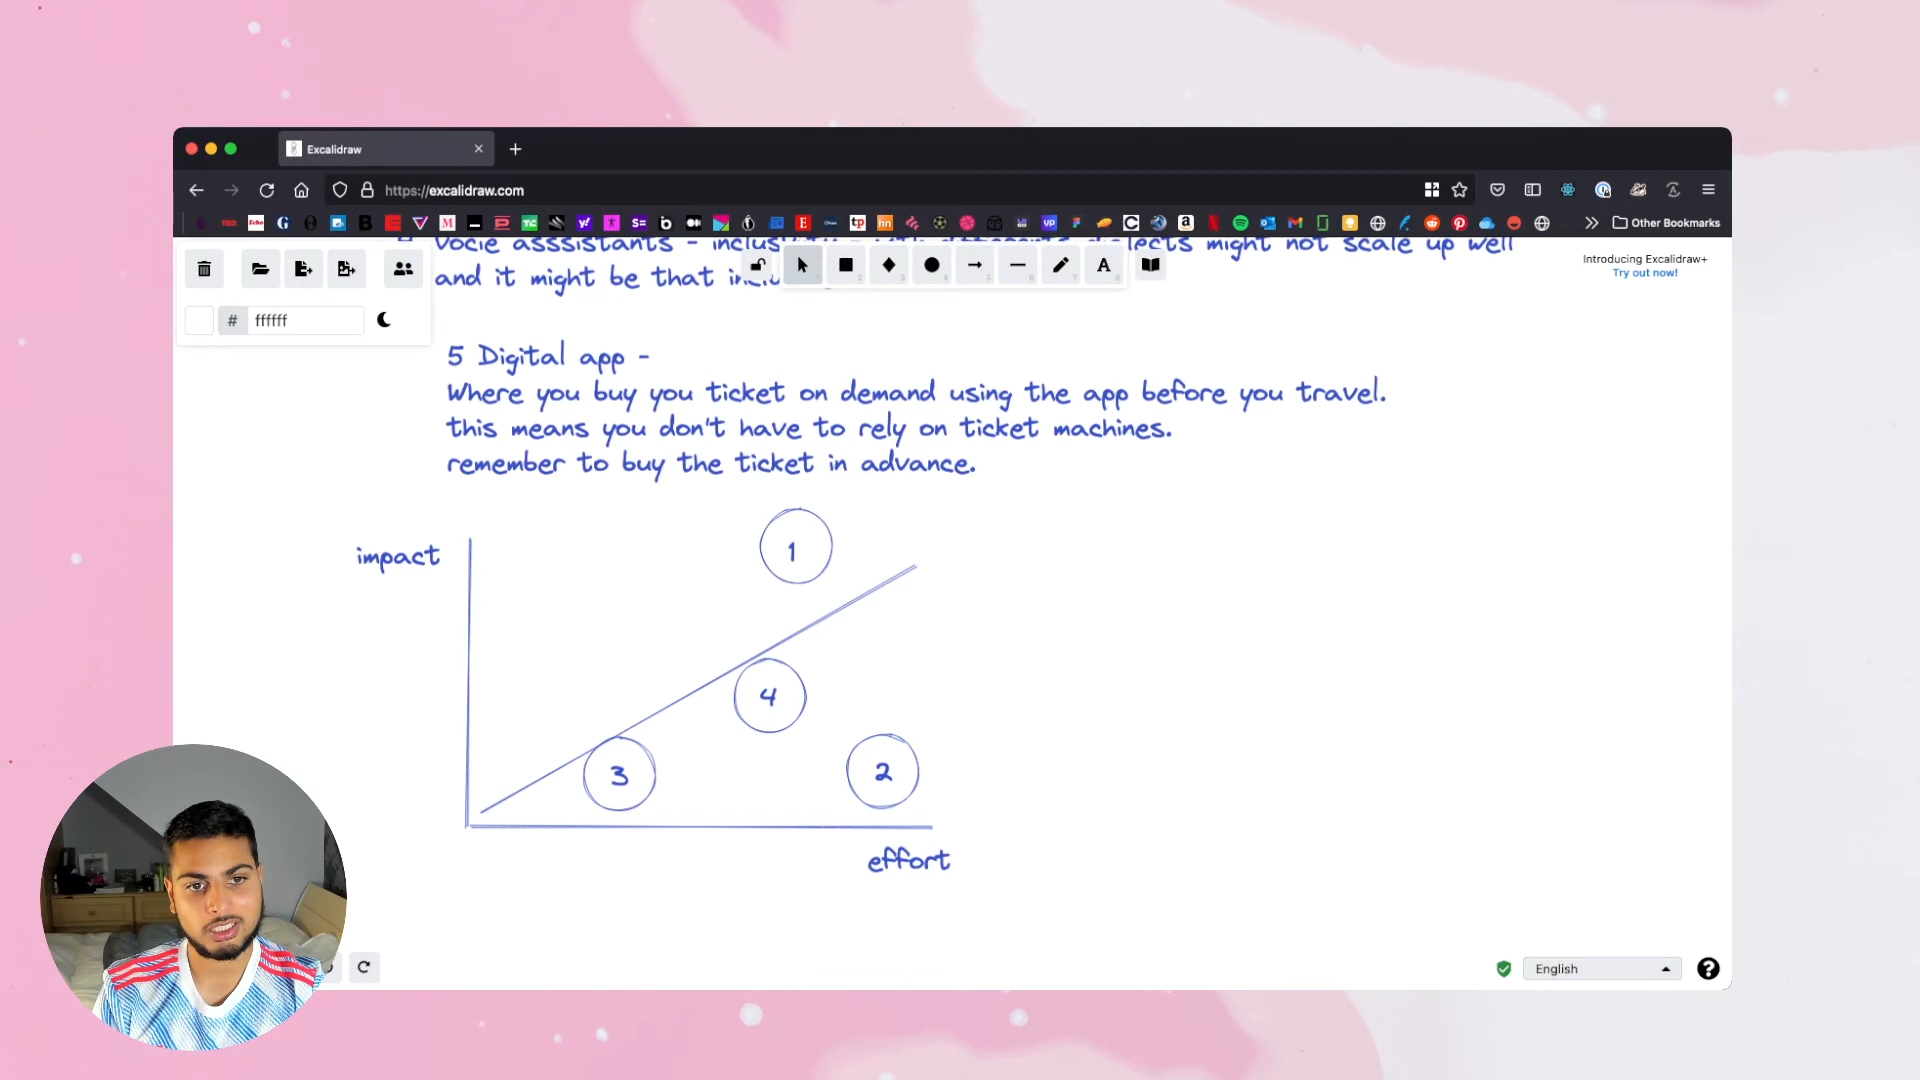 Excalidraw
https://excalidraw.com
Other Bookmarks
Vocie asssistants - might not scale up well
and it might be that
Introducing Excalidraw+
Try out now!
# ffffff
5 Digital app -
Where you buy you ticket on demand using the app before you travel.
this means you don't have to rely on ticket machines.
remember to buy the ticket in advance.
impact
1
4
3
2
effort
English